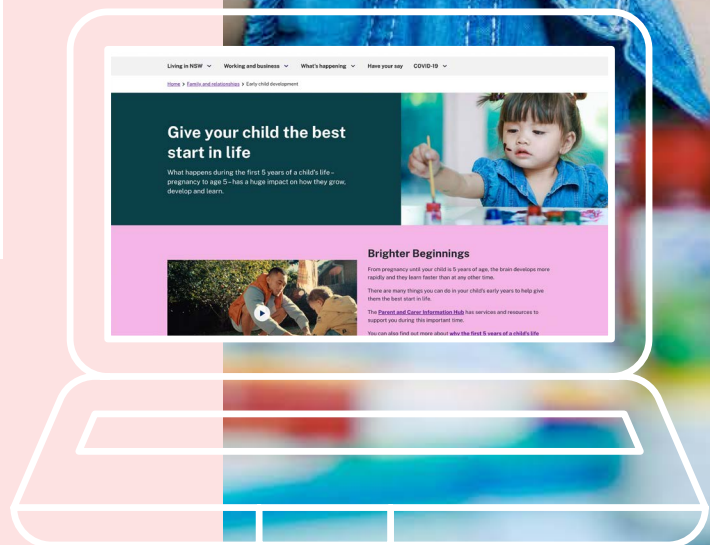 Living in NSW Working and business What's happening Have your say COVID-19
Home > Family and relationships > Early child development
Give your child the best
start in life
What happens during the first 5 years of a child's life –
pregnancy to age 5 – has a huge impact on how they grow,
develop and learn.
Brighter Beginnings
From pregnancy until your child is 5 years of age, the brain develops more
rapidly and they learn faster than at any other time.
There are many things you can do in your child's early years to help give
them the best start in life.
The Parent and Carer Information Hub has services and resources to
support you during this important time.
You can also find out more about why the first 5 years of a child's life